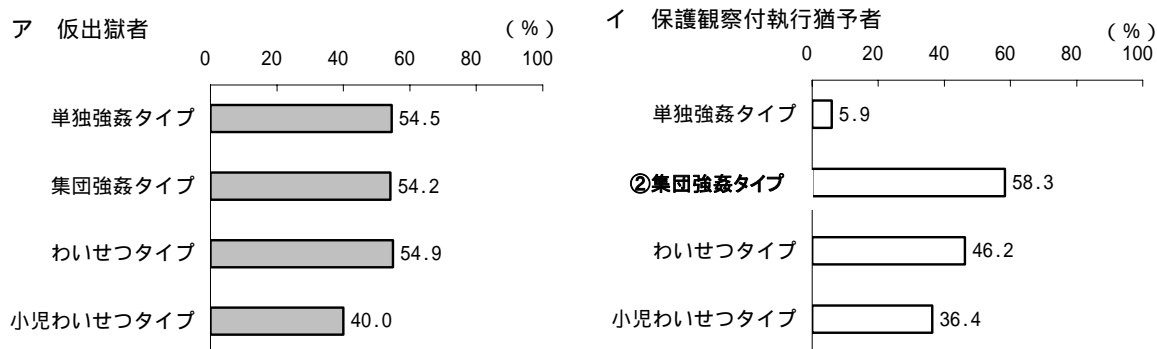 ア 仮出獄者
(%)
0 20 40 60 80 100
単独強姦タイプ 54.5
集団強姦タイプ 54.2
わいせつタイプ 54.9
小児わいせつタイプ 40.0
イ 保護観察付執行猶予者
(%)
0 20 40 60 80 100
単独強姦タイプ 5.9
②集団強姦タイプ 58.3
わいせつタイプ 46.2
小児わいせつタイプ 36.4